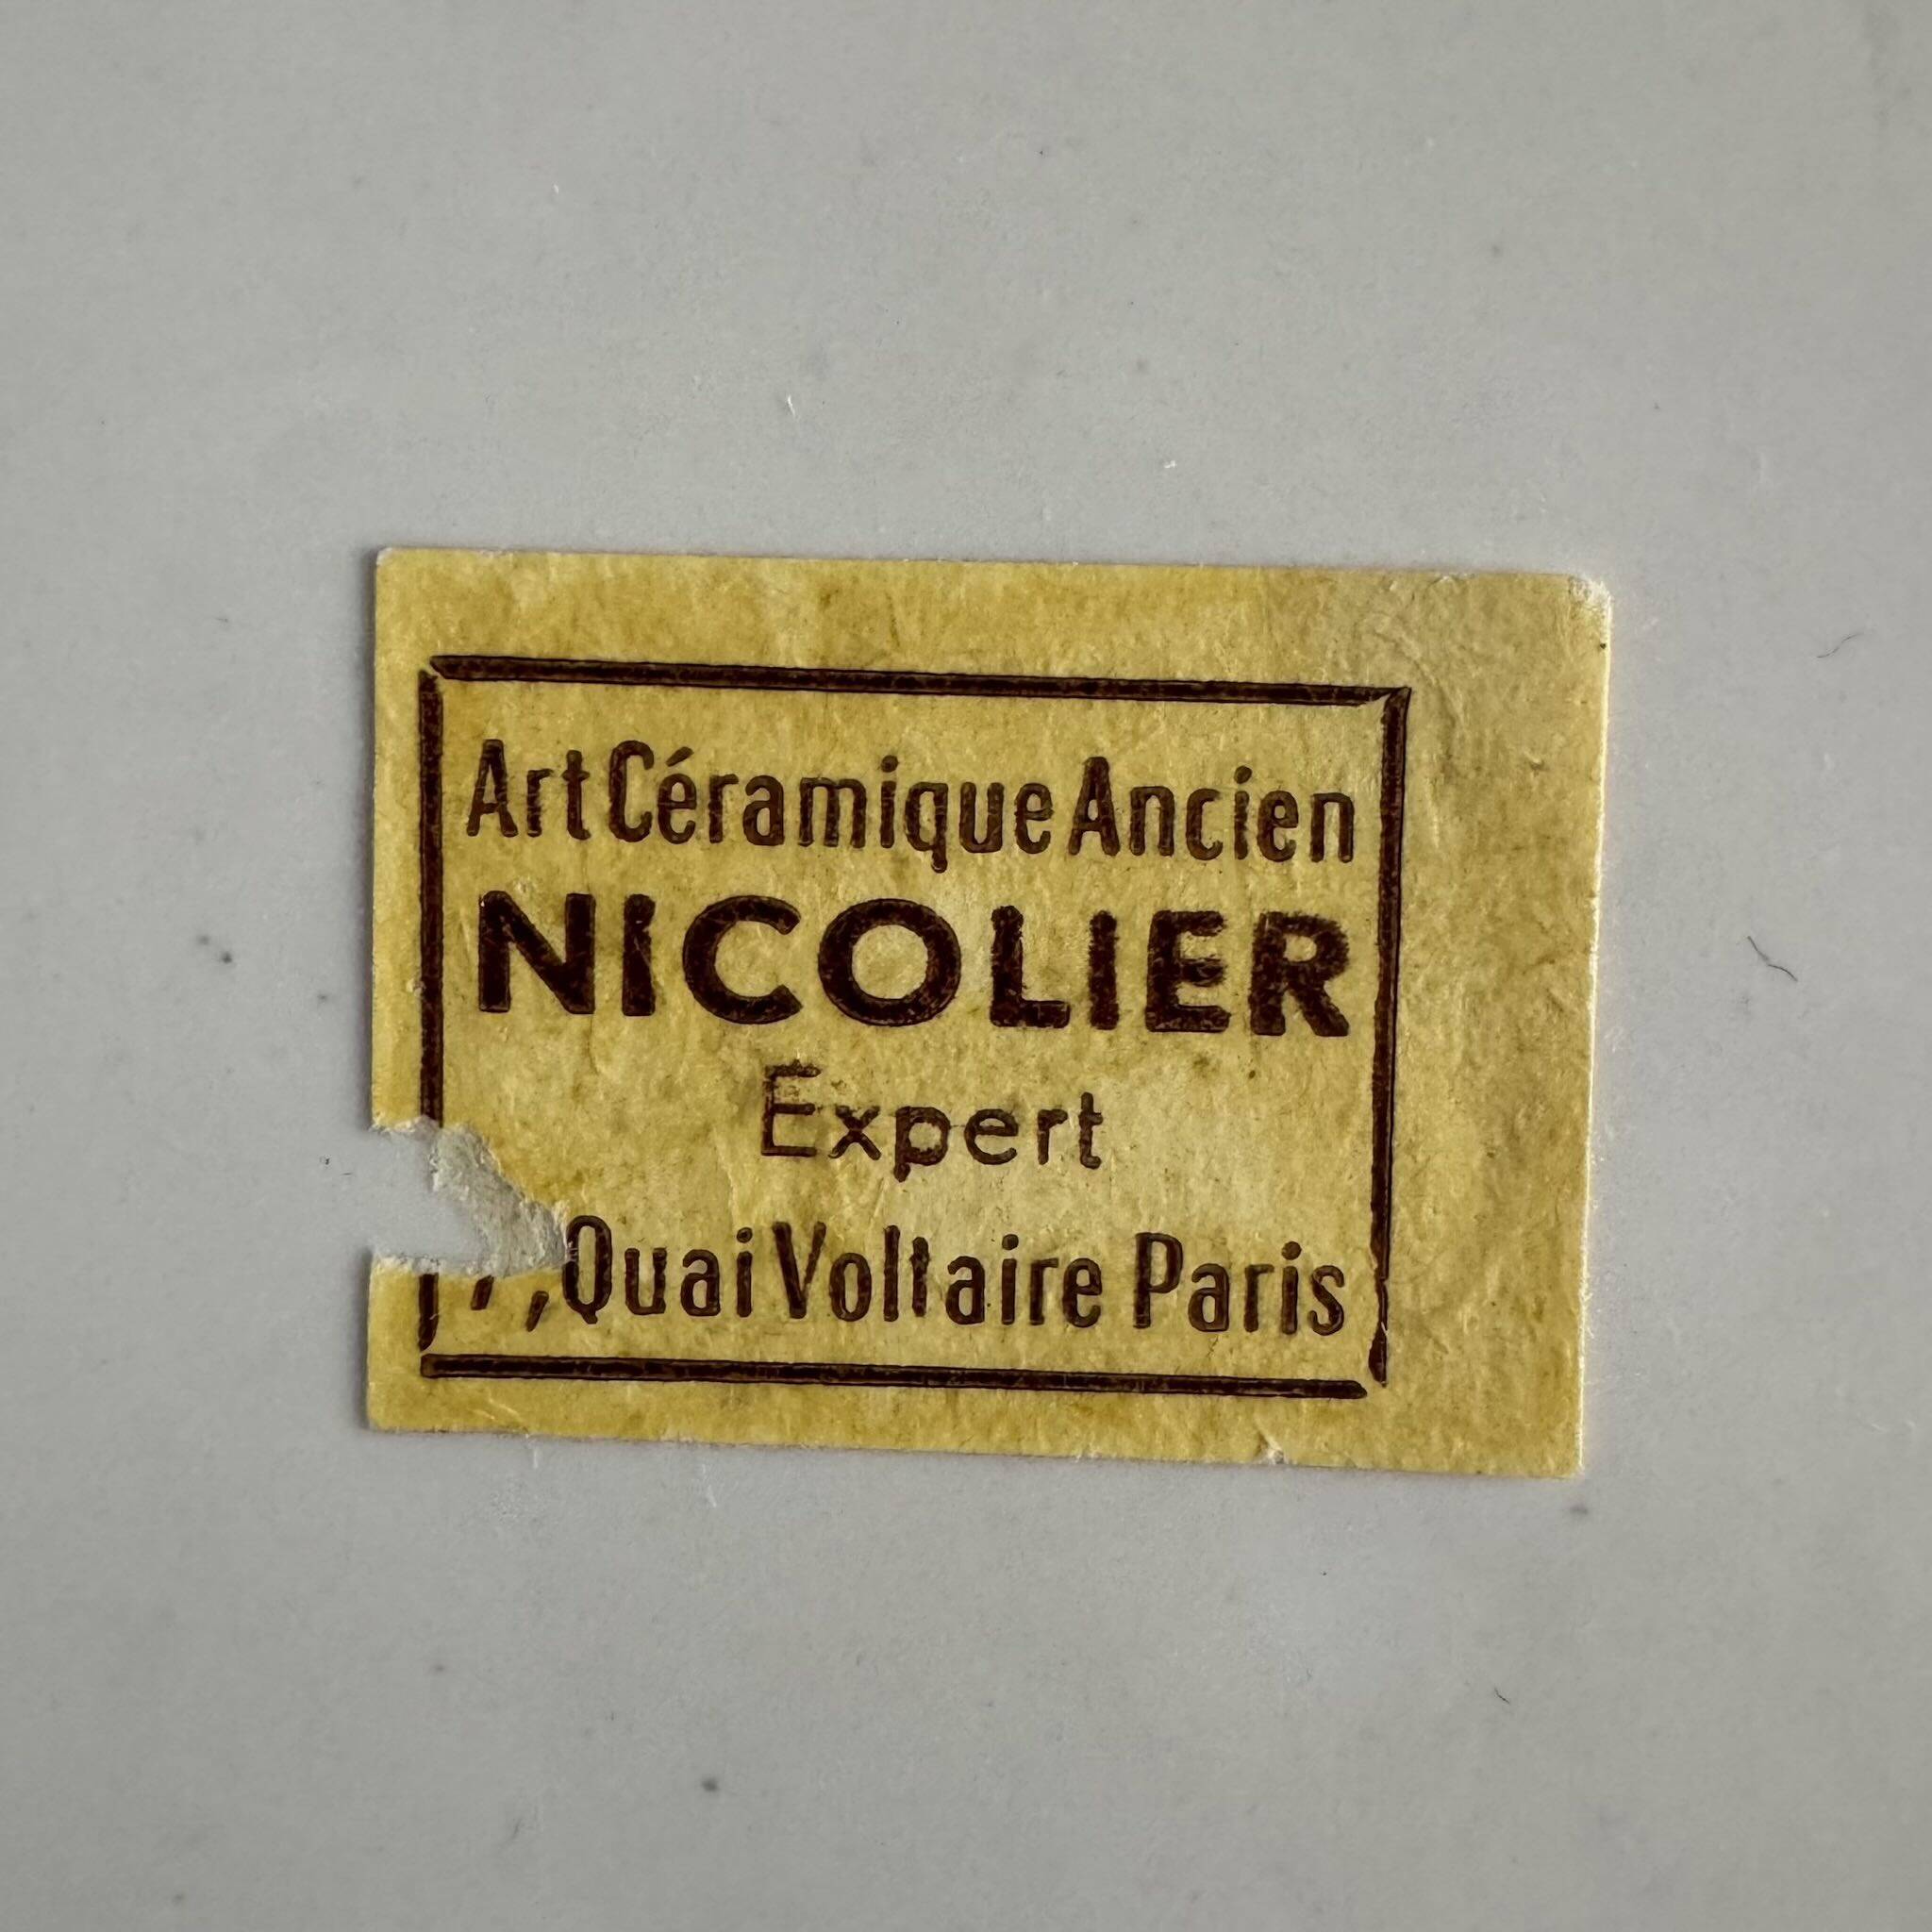 Art Céramique Ancien
NICOLIER
Expert
, Quai Voltaire Paris